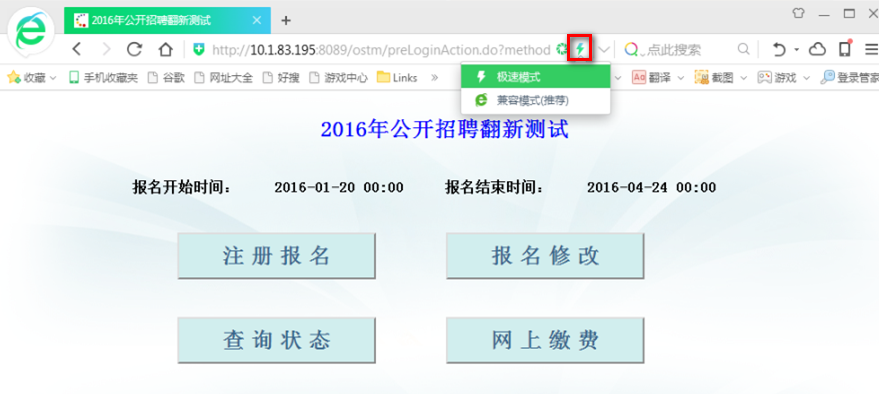 2016年公开招聘翻新测试
http://10.1.83.195:8089/ostm/preLoginAction.do?method
点此搜索
收藏 手机收藏夹 谷歌 网址大全 好搜 游戏中心 Links » 翻译 截图 游戏 登录管家
极速模式
兼容模式(推荐)
2016年公开招聘翻新测试
报名开始时间： 2016-01-20 00:00 报名结束时间： 2016-04-24 00:00
注册报名 报名修改
查询状态 网上缴费